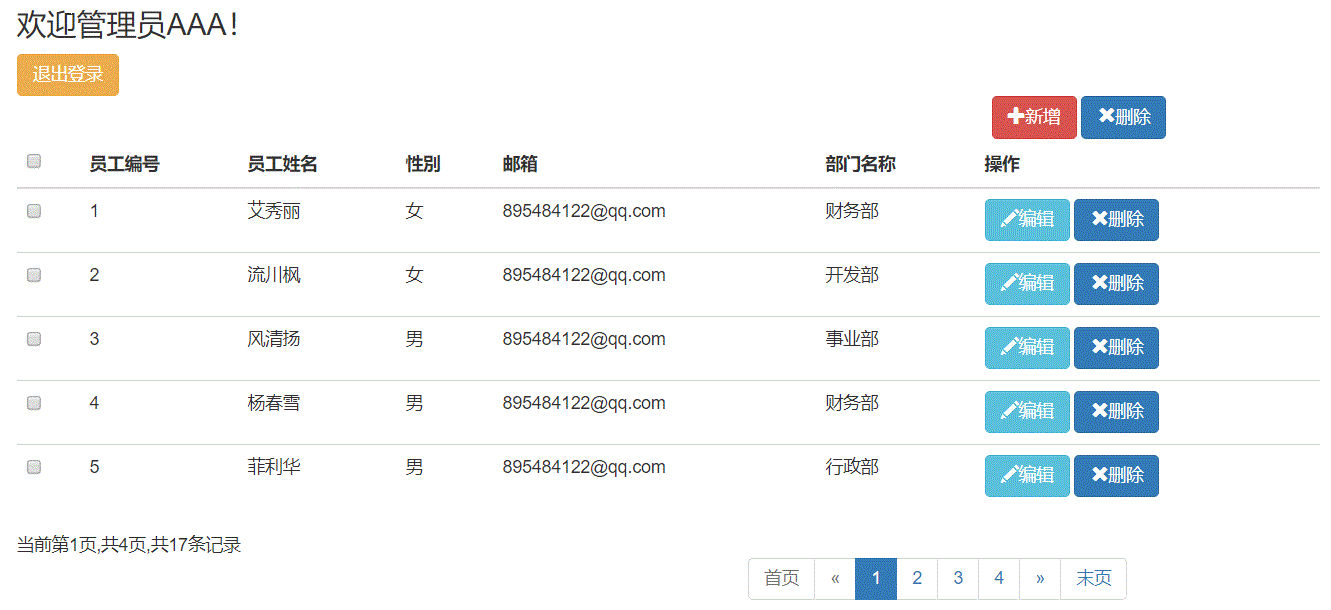 欢迎管理员AAA！
退出登录
新增 删除
员工编号 员工姓名 性别 邮箱 部门名称 操作
1 艾秀丽 女 895484122@qq.com 财务部 编辑 删除
2 流川枫 女 895484122@qq.com 开发部 编辑 删除
3 风清扬 男 895484122@qq.com 事业部 编辑 删除
4 杨春雪 男 895484122@qq.com 财务部 编辑 删除
5 菲利华 男 895484122@qq.com 行政部 编辑 删除
当前第1页,共4页,共17条记录
首页 « 1 2 3 4 » 末页